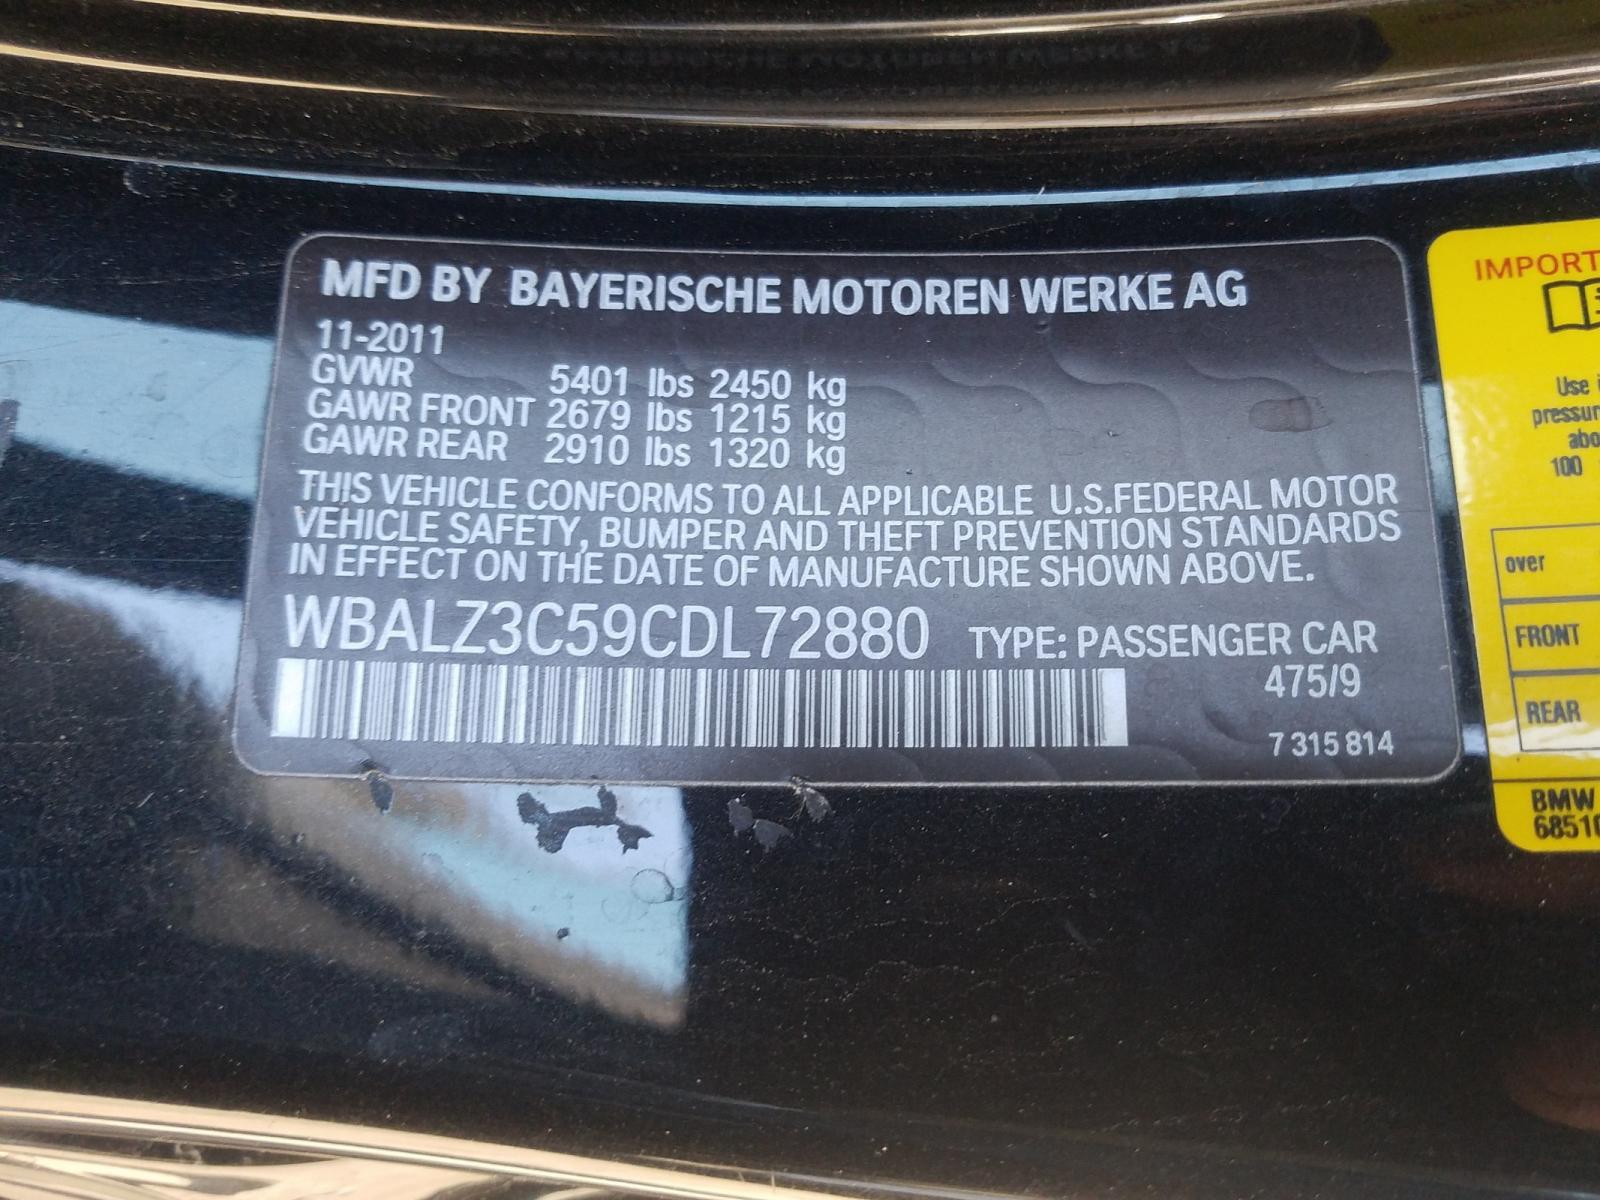 MFD BY BAYERISCHE MOTOREN WERKE AG
11-2011
GVWR 5401 lbs 2450 kg
GAWR FRONT 2679 lbs 1215 kg
GAWR REAR 2910 lbs 1320 kg
THIS VEHICLE CONFORMS TO ALL APPLICABLE U.S.FEDERAL MOTOR
VEHICLE SAFETY, BUMPER AND THEFT PREVENTION STANDARDS
IN EFFECT ON THE DATE OF MANUFACTURE SHOWN ABOVE.
WBALZ3C59CDL72880 TYPE: PASSENGER CAR
475/9
7 315 814
IMPORT
Use
pressur
abo
100
over
FRONT
REAR
BMW
6851